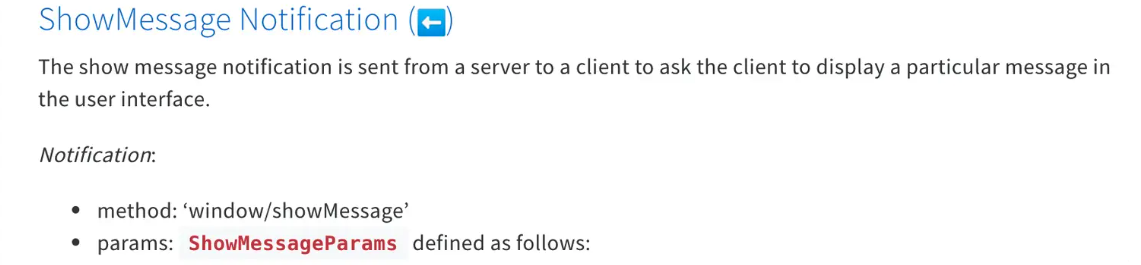 ShowMessage Notification (⬅️)
The show message notification is sent from a server to a client to ask the client to display a particular message in
the user interface.
Notification:
• method: ‘window/showMessage’
• params: ShowMessageParams defined as follows: